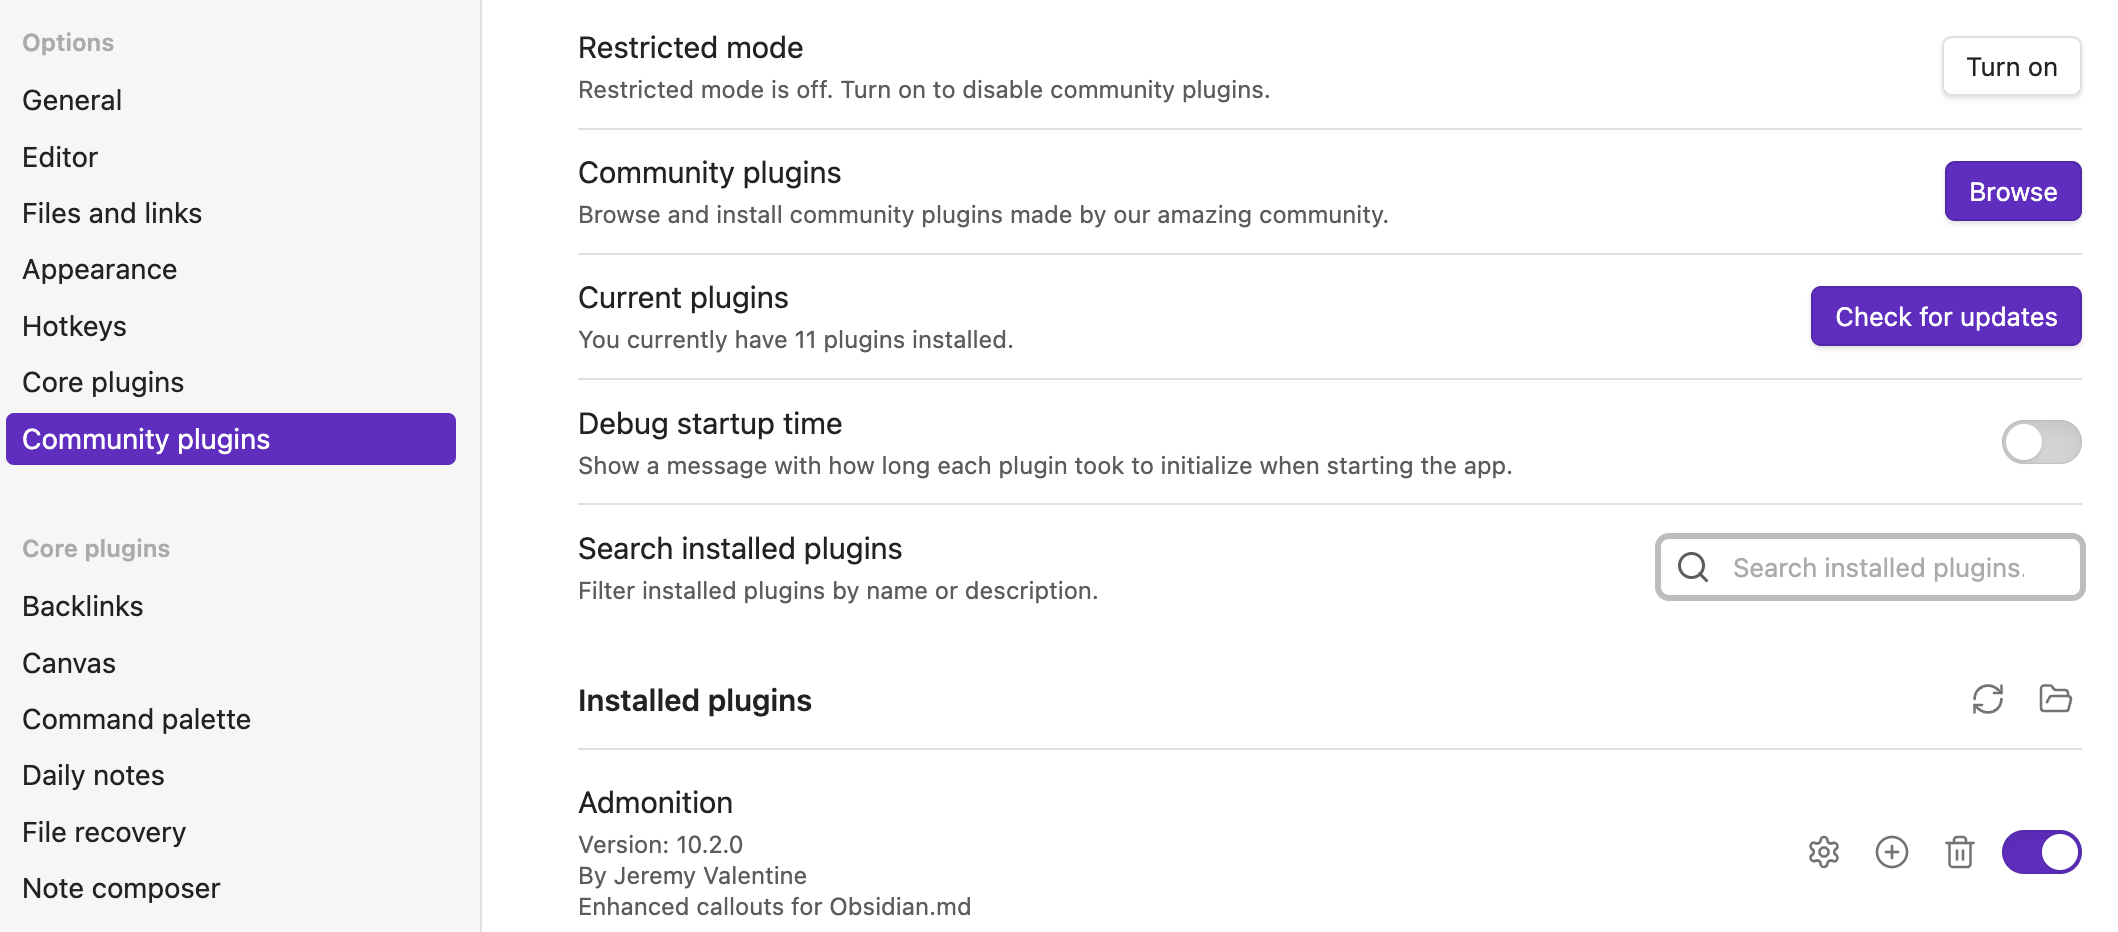 Options
General
Editor
Files and links
Appearance
Hotkeys
Core plugins
Community plugins
Core plugins
Backlinks
Canvas
Command palette
Daily notes
File recovery
Note composer
Restricted mode
Restricted mode is off. Turn on to disable community plugins.
Turn on
Community plugins
Browse and install community plugins made by our amazing community.
Browse
Current plugins
You currently have 11 plugins installed.
Check for updates
Debug startup time
Show a message with how long each plugin took to initialize when starting the app.
Search installed plugins
Filter installed plugins by name or description.
Search installed plugins.
Installed plugins
Admonition
Version: 10.2.0
By Jeremy Valentine
Enhanced callouts for Obsidian.md